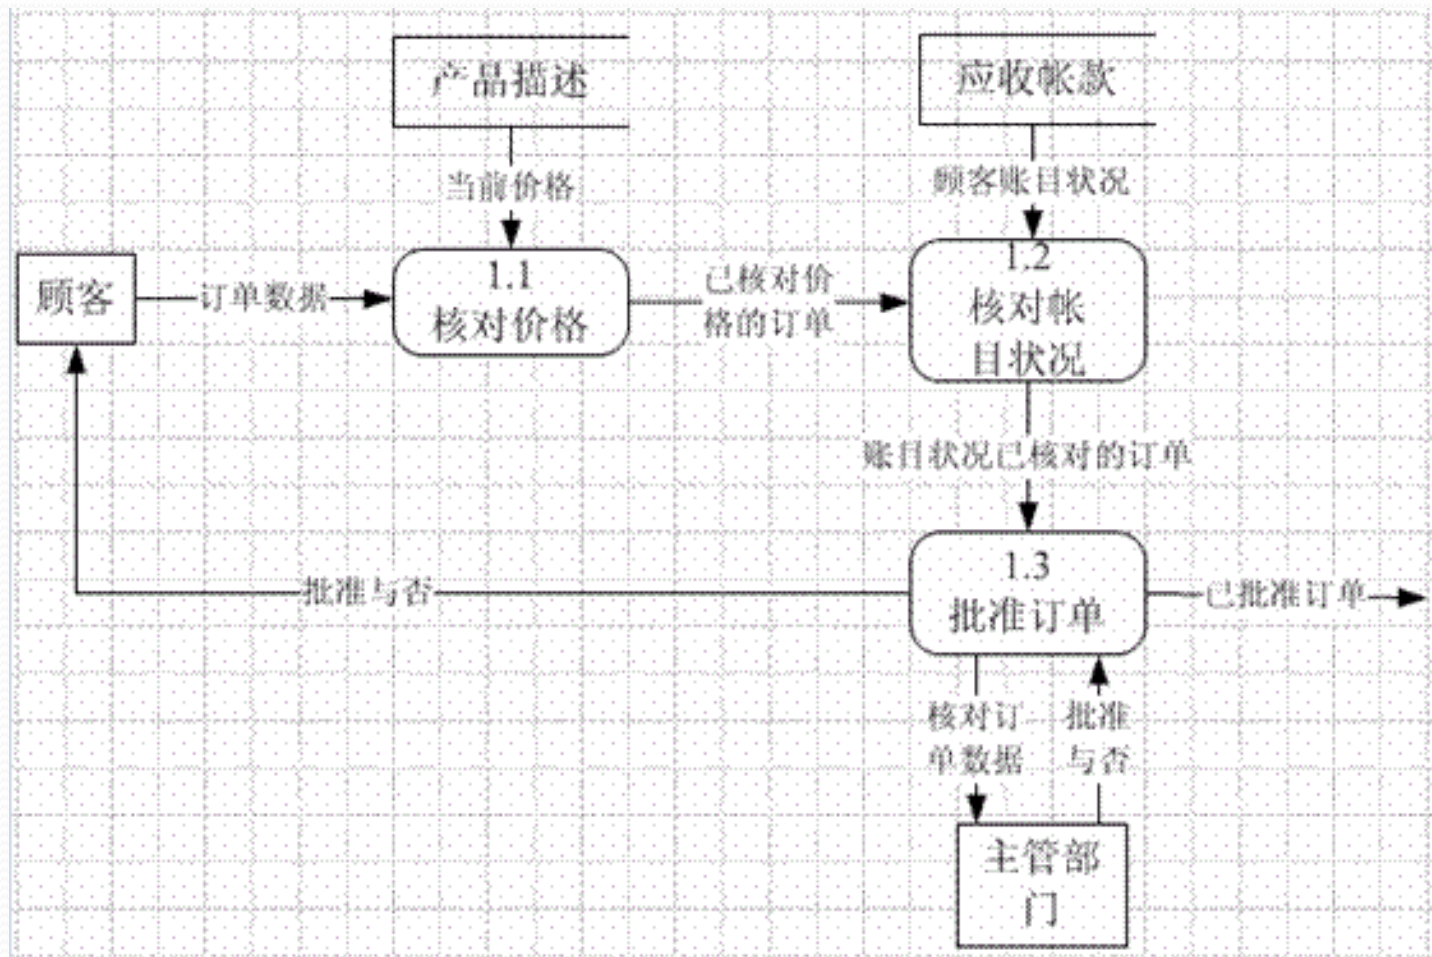 产品描述
应收帐款
当前价格
顾客账目状况
顾客
订单数据
1.1
核对价格
已核对价
格的订单
1.2
核对帐
目状况
账目状况已核对的订单
1.3
批准订单
批准与否
已批准订单
核对订
单数据
批准
与否
主管部
门